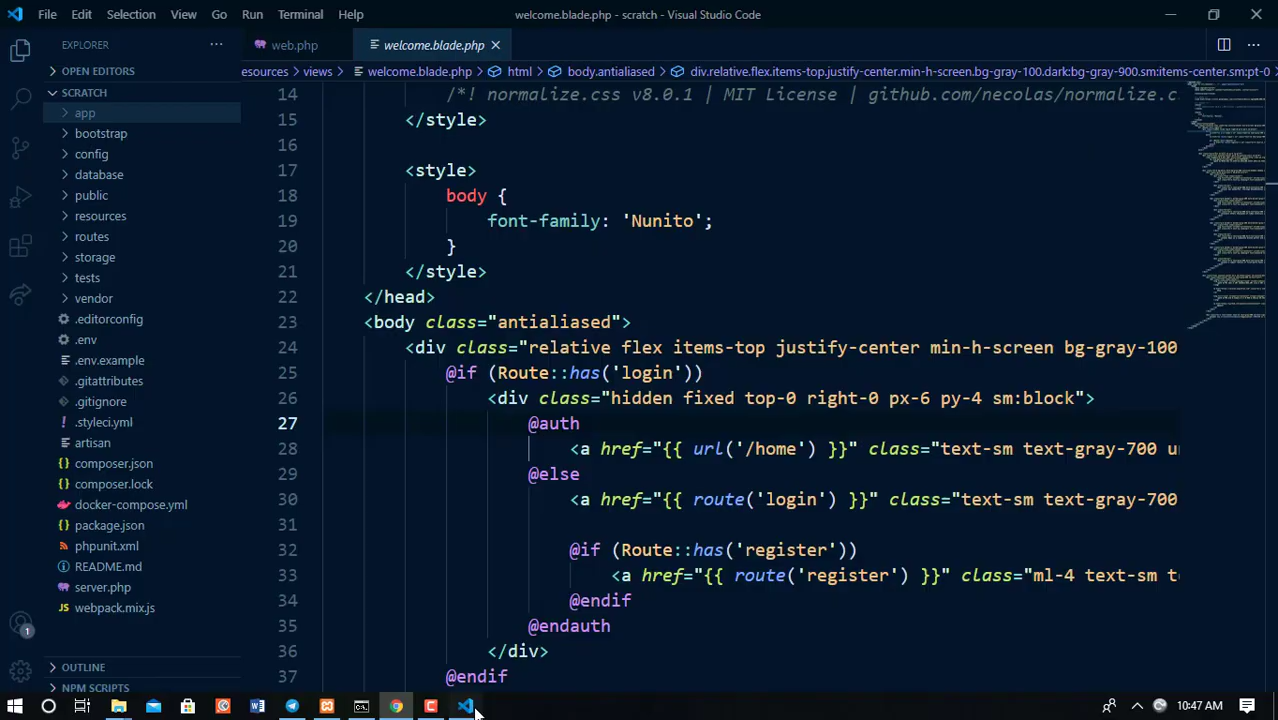 File Edit Selection View Go Run Terminal Help
welcome.blade.php - scratch - Visual Studio Code
EXPLORER
OPEN EDITORS
SCRATCH
app
bootstrap
config
database
public
resources
routes
storage
tests
vendor
.editorconfig
.env
.env.example
.gitattributes
.gitignore
.styleci.yml
artisan
composer.json
composer.lock
docker-compose.yml
package.json
phpunit.xml
README.md
server.php
webpack.mix.js
OUTLINE
NPM SCRIPTS
1
web.php
welcome.blade.php
esources > views > welcome.blade.php > html > body.antialiased > div.relative.flex.items-top.justify-center.min-h-screen.bg-gray-100.dark:bg-gray-900.sm:items-center.sm:pt-0
14 /*! normalize.css v8.0.1 | MIT License | github.com/necolas/normalize.c
15 </style>
16
17 <style>
18 body {
19 font-family: 'Nunito';
20 }
21 </style>
22 </head>
23 <body class="antialiased">
24 <div class="relative flex items-top justify-center min-h-screen bg-gray-100
25 @if (Route::has('login'))
26 <div class="hidden fixed top-0 right-0 px-6 py-4 sm:block">
27 @auth
28 <a href="{{ url('/home') }}" class="text-sm text-gray-700 u
29 @else
30 <a href="{{ route('login') }}" class="text-sm text-gray-700
31
32 @if (Route::has('register'))
33 <a href="{{ route('register') }}" class="ml-4 text-sm t
34 @endif
35 @endauth
36 </div>
37 @endif
10:47 AM